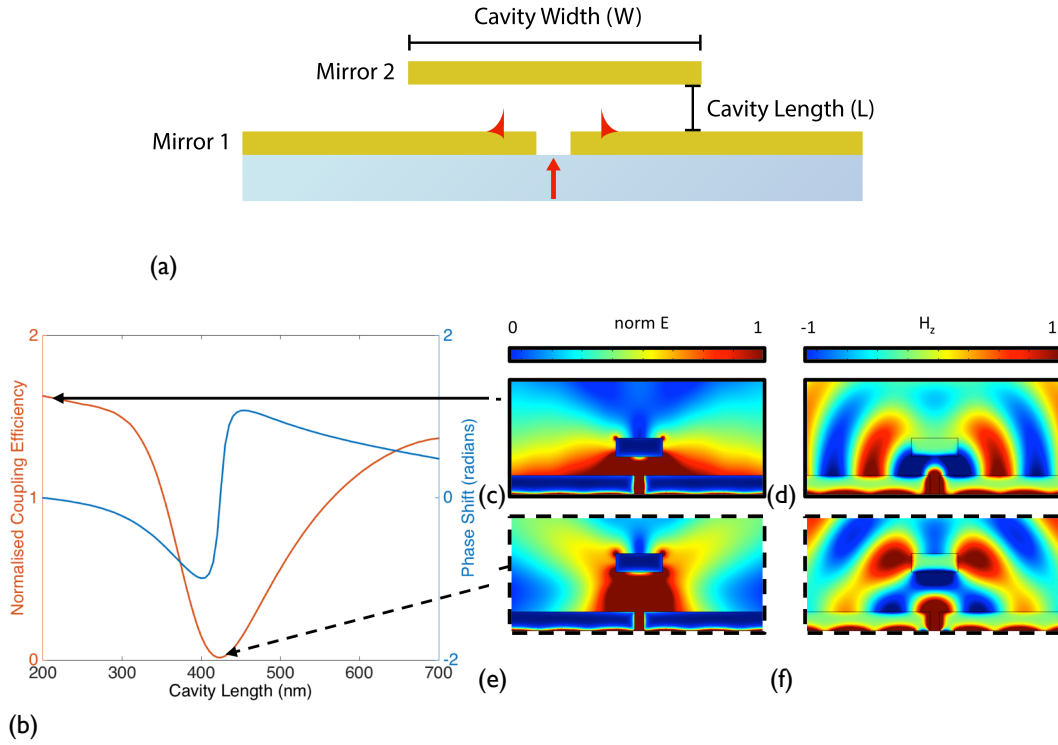 Cavity Width (W)
Mirror 2
Cavity Length (L)
Mirror 1
(a)
2
1
0
Normalised Coupling Efficiency
2
0
-2
Phase Shift (radians)
200 300 400 500 600 700
Cavity Length (nm)
(b)
0 norm E 1
-1 Hz 1
(c)
(d)
(e)
(f)